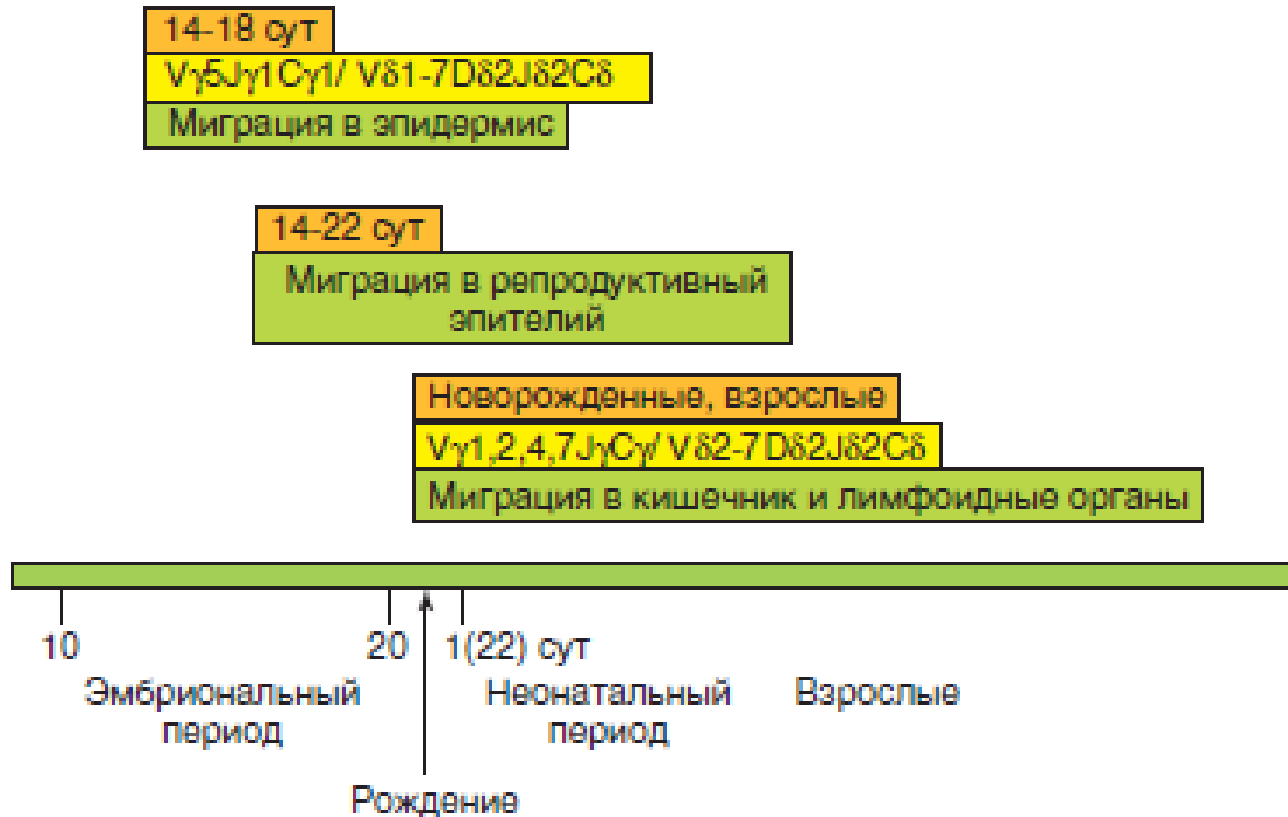 14-18 сут
Vγ5Jγ1Cγ1/ Vδ1-7Dδ2Jδ2Cδ
Миграция в эпидермис
14-22 сут
Миграция в репродуктивный
эпителий
Новорожденные, взрослые
Vγ1,2,4,7JγCγ/ Vδ2-7Dδ2Jδ2Cδ
Миграция в кишечник и лимфоидные органы
10 20 1(22) сут
Эмбриональный Неонатальный Взрослые
период период
Рождение